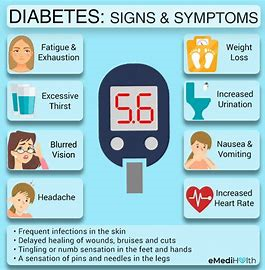 DIABETES: SIGNS & SYMPTOMS
Fatigue &
Exhaustion
Weight
Loss
Excessive
Thirst
Increased
Urination
5.6
Blurred
Vision
Nausea &
Vomiting
Headache
Increased
Heart Rate
• Frequent infections in the skin
• Delayed healing of wounds, bruises and cuts
• Tingling or numb sensation in the feet and hands
• A sensation of pins and needles in the legs
eMediHealth